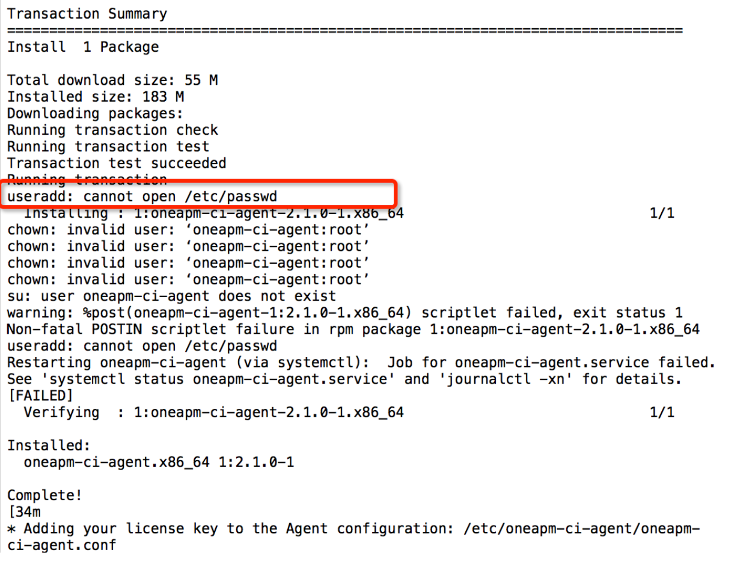 Transaction Summary
================================================================================
Install  1 Package
Total download size: 55 M
Installed size: 183 M
Downloading packages:
Running transaction check
Running transaction test
Transaction test succeeded
Running transaction
useradd: cannot open /etc/passwd
  Installing : 1:oneapm-ci-agent-2.1.0-1.x86_64                             1/1
chown: invalid user: ‘oneapm-ci-agent:root’
chown: invalid user: ‘oneapm-ci-agent:root’
chown: invalid user: ‘oneapm-ci-agent:root’
chown: invalid user: ‘oneapm-ci-agent:root’
su: user oneapm-ci-agent does not exist
warning: %post(oneapm-ci-agent-1:2.1.0-1.x86_64) scriptlet failed, exit status 1
Non-fatal POSTIN scriptlet failure in rpm package 1:oneapm-ci-agent-2.1.0-1.x86_64
useradd: cannot open /etc/passwd
Restarting oneapm-ci-agent (via systemctl):  Job for oneapm-ci-agent.service failed.
See 'systemctl status oneapm-ci-agent.service' and 'journalctl -xn' for details.
[FAILED]
  Verifying  : 1:oneapm-ci-agent-2.1.0-1.x86_64                             1/1
Installed:
  oneapm-ci-agent.x86_64 1:2.1.0-1
Complete!
[34m
* Adding your license key to the Agent configuration: /etc/oneapm-ci-agent/oneapm-
ci-agent.conf